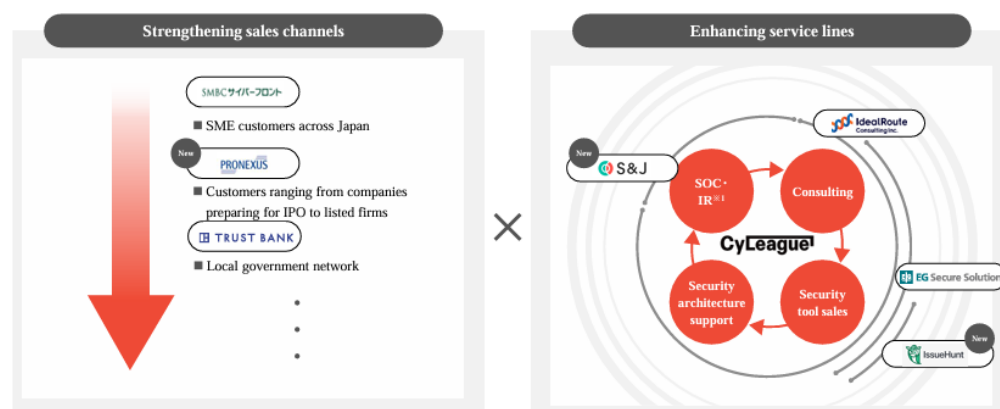 Strengthening sales channels
SMBCサイバーフロント
■ SME customers across Japan
New
PRONEXUS
■ Customers ranging from companies
preparing for IPO to listed firms
TRUST BANK
■ Local government network
×
Enhancing service lines
IdealRoute
Consulting Inc.
New
S&J
SOC・
IR※1
Consulting
CyLeague
Security
architecture
support
Security
tool sales
EG Secure Solution
New
IssueHunt